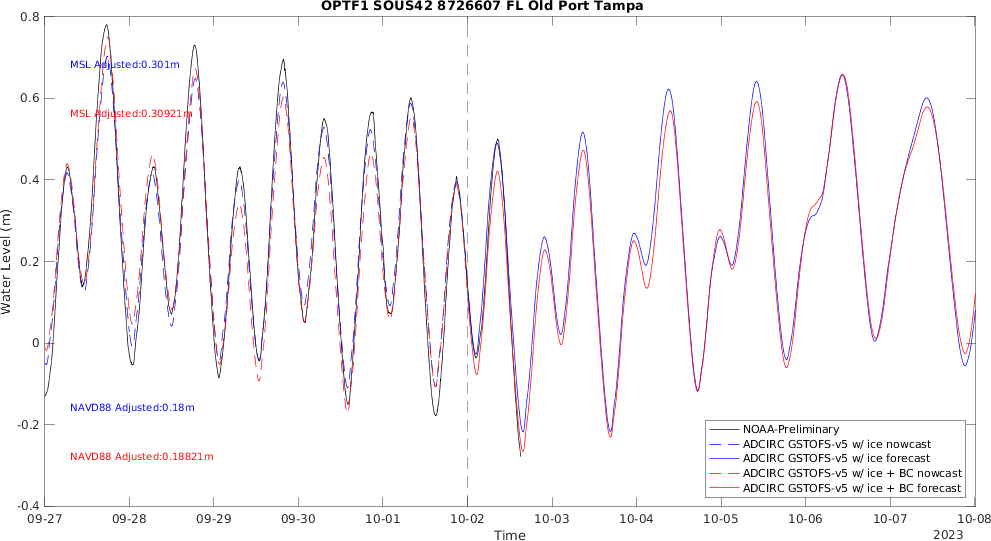 OPTF1 SOUS42 8726607 FL Old Port Tampa
0.8
0.6
0.4
0.2
0
-0.2
-0.4
Water Level (m)
MSL Adjusted:0.301m
MSL Adjusted:0.30921m
NAVD88 Adjusted:0.18m
NAVD88 Adjusted:0.18821m
NOAA-Preliminary
ADCIRC GSTOFS-v5 w/ ice nowcast
ADCIRC GSTOFS-v5 w/ ice forecast
ADCIRC GSTOFS-v5 w/ ice + BC nowcast
ADCIRC GSTOFS-v5 w/ ice + BC forecast
09-27 09-28 09-29 09-30 10-01 10-02 10-03 10-04 10-05 10-06 10-07 10-08
Time
2023